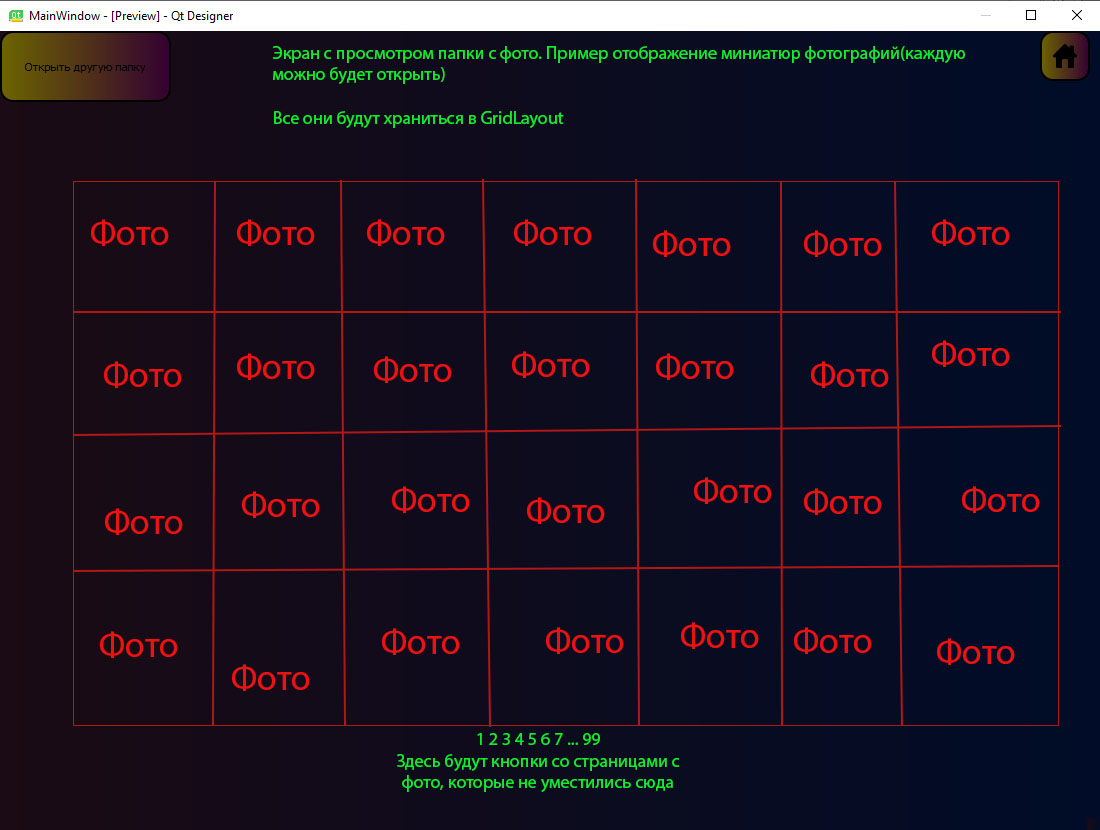 MainWindow - [Preview] - Qt Designer
Открыть другую папку
Экран с просмотром папки с фото. Пример отображение миниатюр фотографий(каждую
можно будет открыть)
Все они будут храниться в GridLayout
Фото Фото Фото Фото Фото Фото Фото
Фото Фото Фото Фото Фото Фото Фото
Фото Фото Фото Фото Фото Фото Фото
Фото Фото Фото Фото Фото Фото Фото
1 2 3 4 5 6 7 ... 99
Здесь будут кнопки со страницами с
фото, которые не уместились сюда